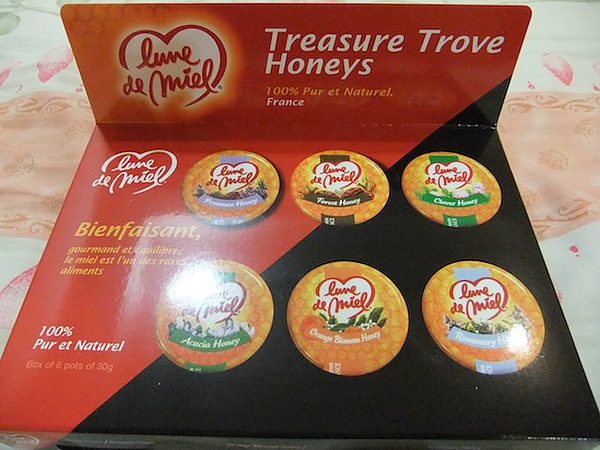 lune
de miel®
Treasure Trove
Honeys
100% Pur et Naturel.
France
lune
de miel
Bienfaisant,
gourmand et équilibre,
le miel est l'un des rares
aliments
100%
Pur et Naturel
Box of 6 pots of 30g
lune
de miel
Provence Honey
lune
de miel
Forest Honey
lune
de miel
Clover Honey
de miel
Acacia Honey
lune
de miel
Orange Blossom Honey
lune
de miel
Rosemary